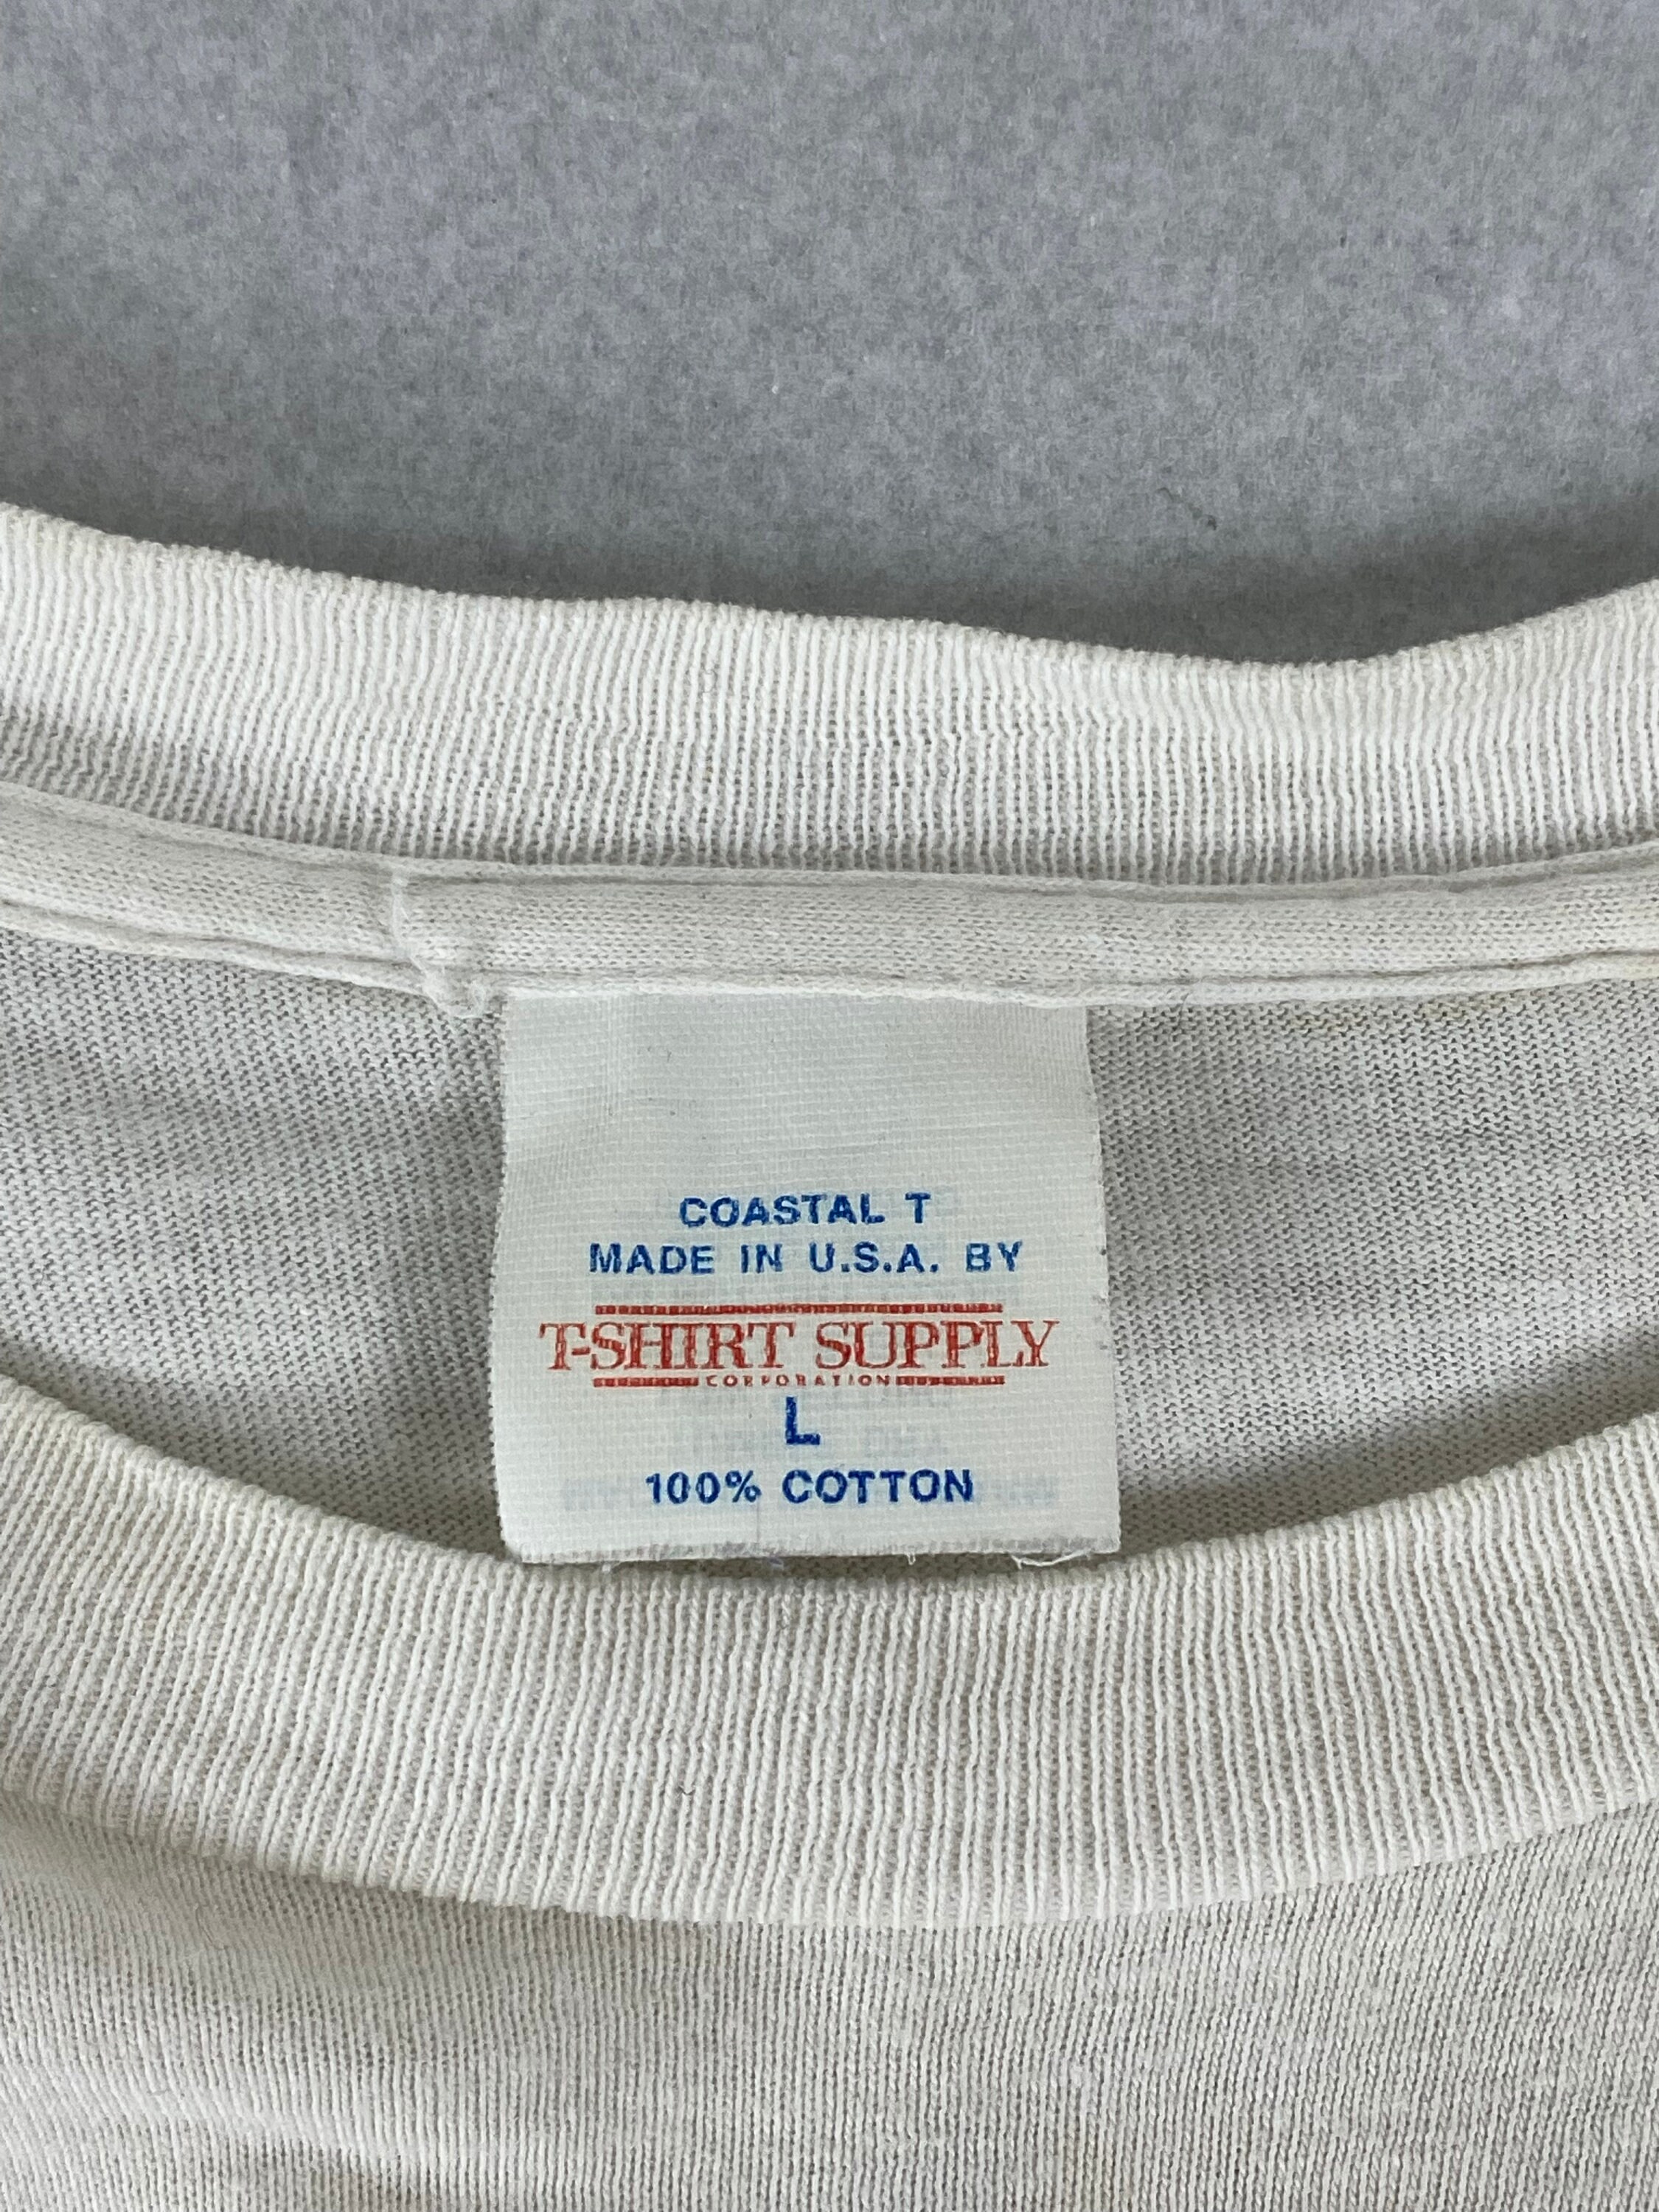 COASTAL T
MADE IN U.S.A. BY
T-SHIRT SUPPLY
CORPORATION
L
100% COTTON